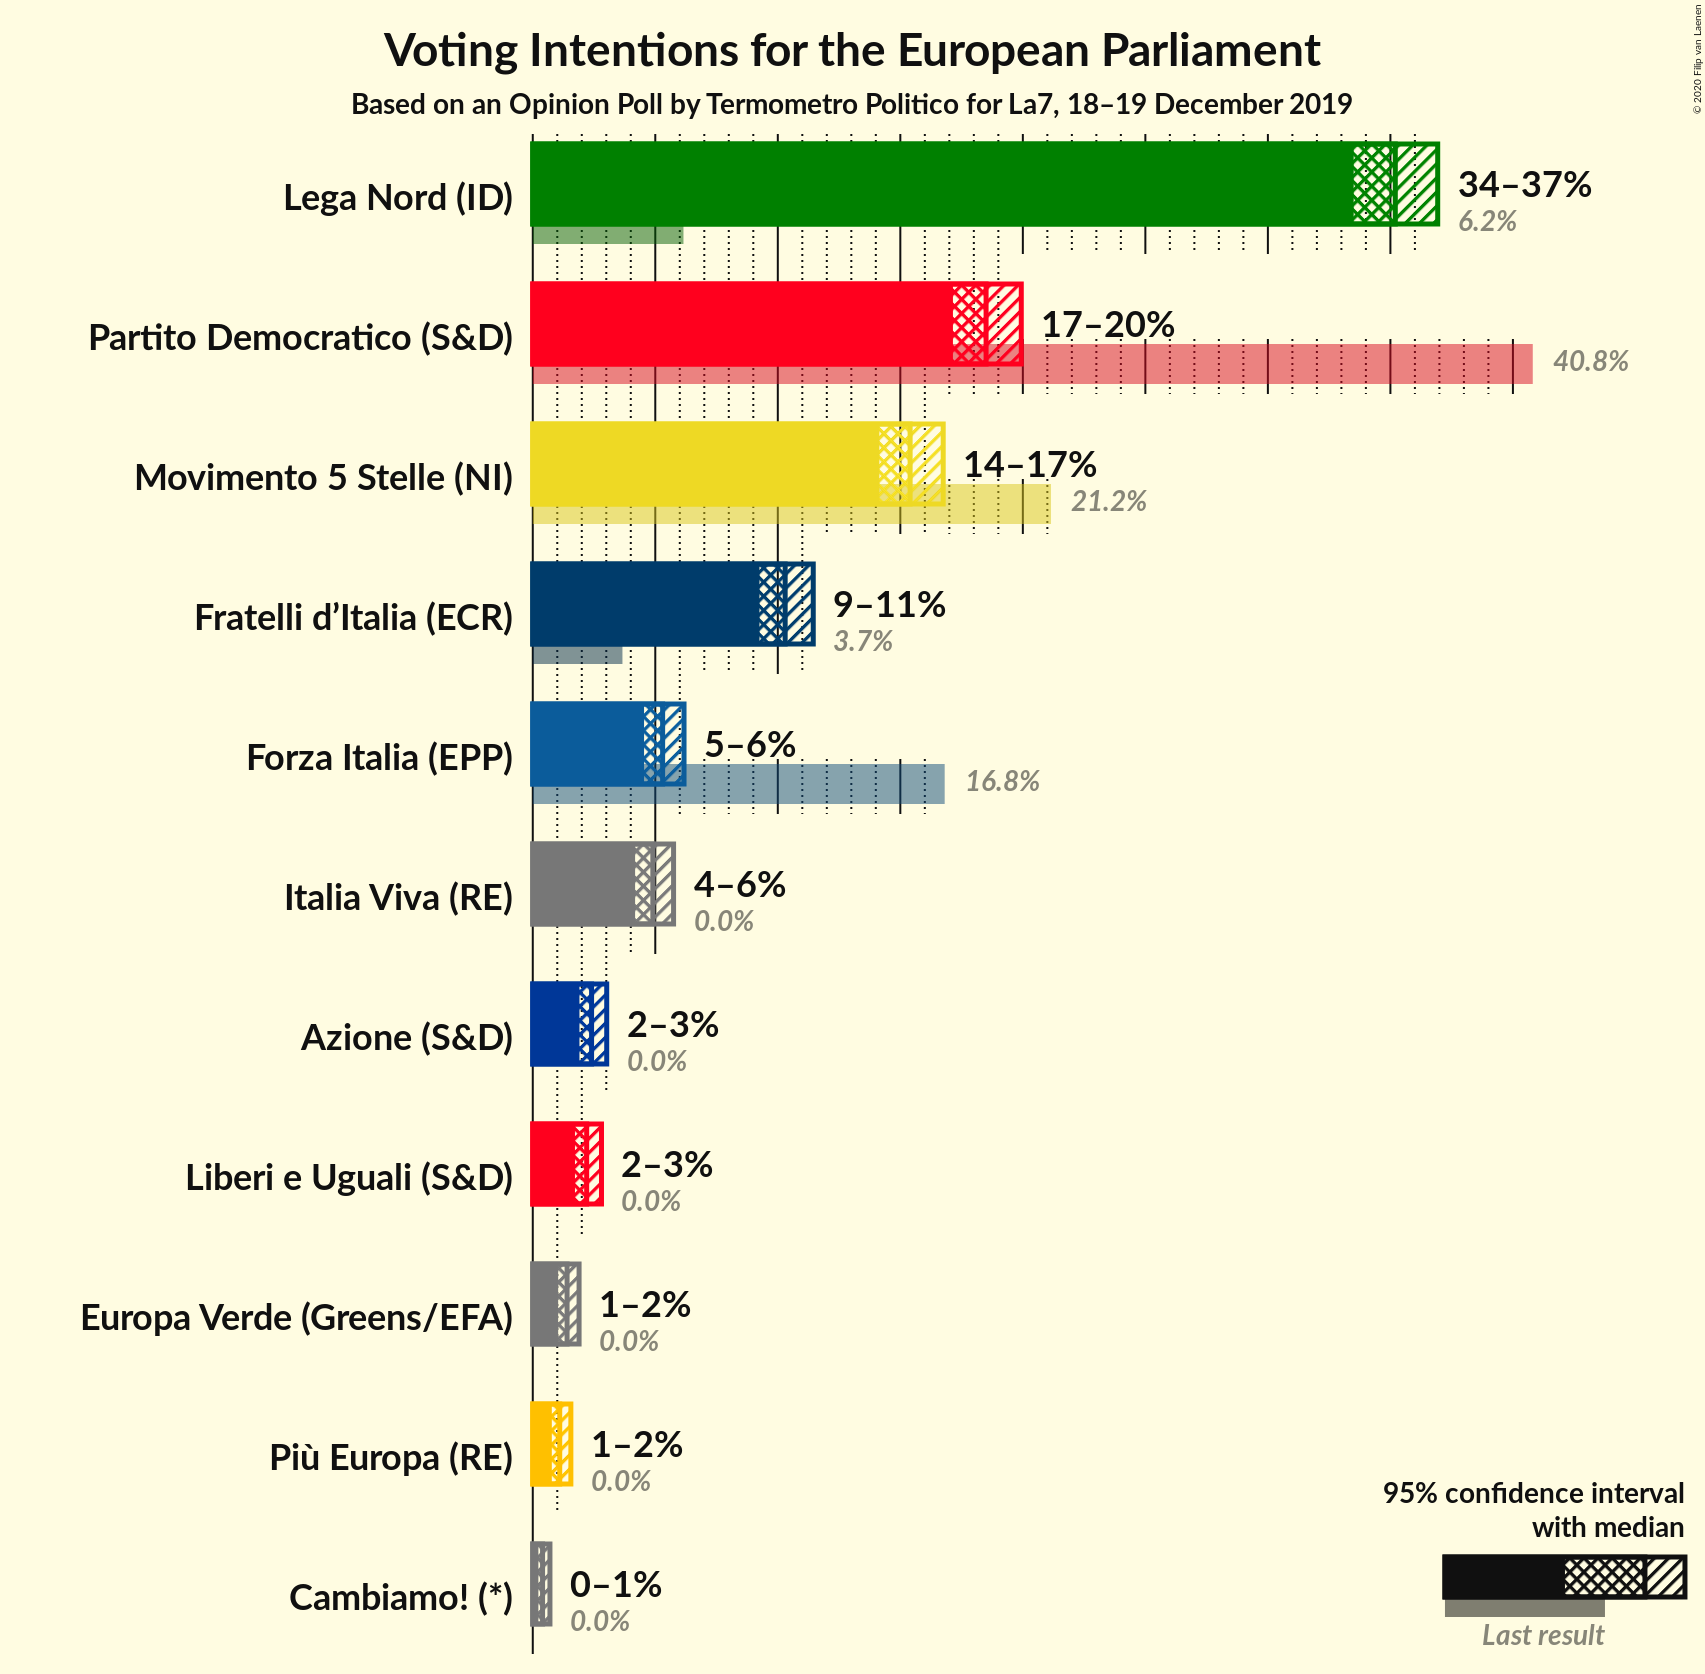 Voting Intentions for the European Parliament
Based on an Opinion Poll by Termometro Politico for La7, 18–19 December 2019
© 2020 Filip van Laenen
Lega Nord (ID)
34–37%
6.2%
Partito Democratico (S&D)
17–20%
40.8%
Movimento 5 Stelle (NI)
14–17%
21.2%
Fratelli d’Italia (ECR)
9–11%
3.7%
Forza Italia (EPP)
5–6%
16.8%
Italia Viva (RE)
4–6%
0.0%
Azione (S&D)
2–3%
0.0%
Liberi e Uguali (S&D)
2–3%
0.0%
Europa Verde (Greens/EFA)
1–2%
0.0%
Più Europa (RE)
1–2%
0.0%
Cambiamo! (*)
0–1%
0.0%
95% confidence interval
with median
Last result